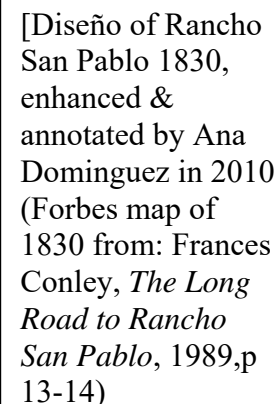 [Diseño of Rancho
San Pablo 1830,
enhanced &
annotated by Ana
Dominguez in 2010
(Forbes map of
1830 from: Frances
Conley, The Long
Road to Rancho
San Pablo, 1989,p
13-14)